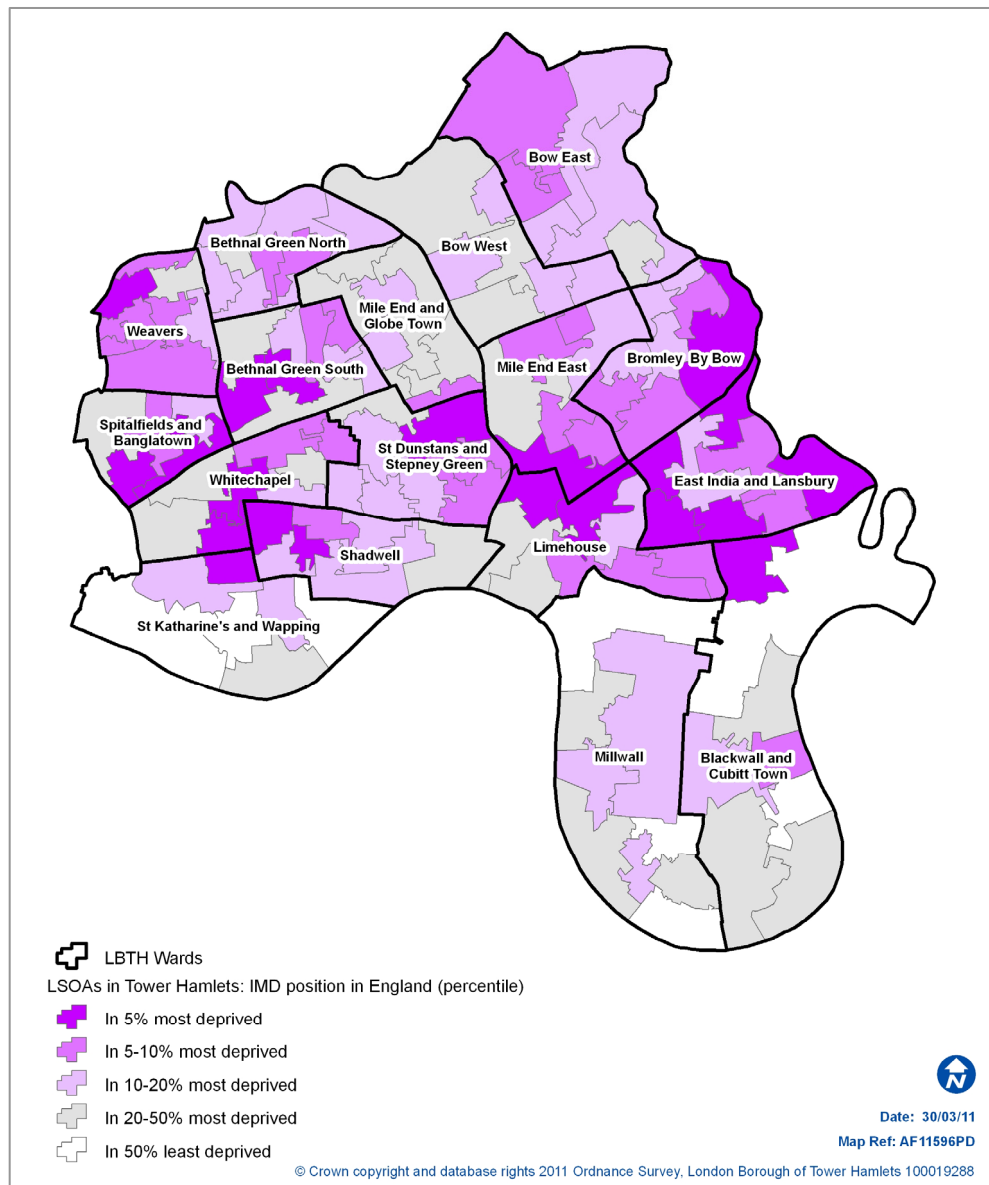 Bow East
Bethnal Green North
Bow West
Mile End and
Globe Town
Weavers
Bethnal Green South
Mile End East
Bromley By Bow
Spitalfields and
Banglatown
St Dunstans and
Stepney Green
Whitechapel
East India and Lansbury
Shadwell
Limehouse
St Katharine's and Wapping
Millwall
Blackwall and
Cubitt Town
LBTH Wards
LSOAs in Tower Hamlets: IMD position in England (percentile)
In 5% most deprived
In 5-10% most deprived
In 10-20% most deprived
In 20-50% most deprived
In 50% least deprived
N
Date: 30/03/11
Map Ref: AF11596PD
© Crown copyright and database rights 2011 Ordnance Survey, London Borough of Tower Hamlets 100019288